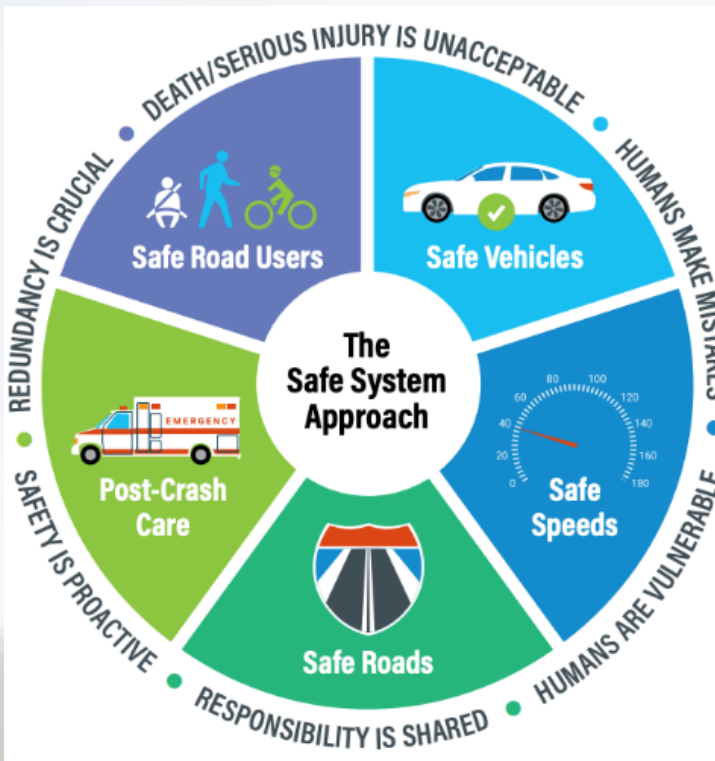 DEATH/SERIOUS INJURY IS UNACCEPTABLE
HUMANS MAKE MISTAKES
HUMANS ARE VULNERABLE
RESPONSIBILITY IS SHARED
SAFETY IS PROACTIVE
REDUNDANCY IS CRUCIAL
Safe Road Users
Safe Vehicles
The
Safe System
Approach
0
20
40
60
80
100
120
140
160
180
Safe
Speeds
EMERGENCY
Post-Crash
Care
Safe Roads